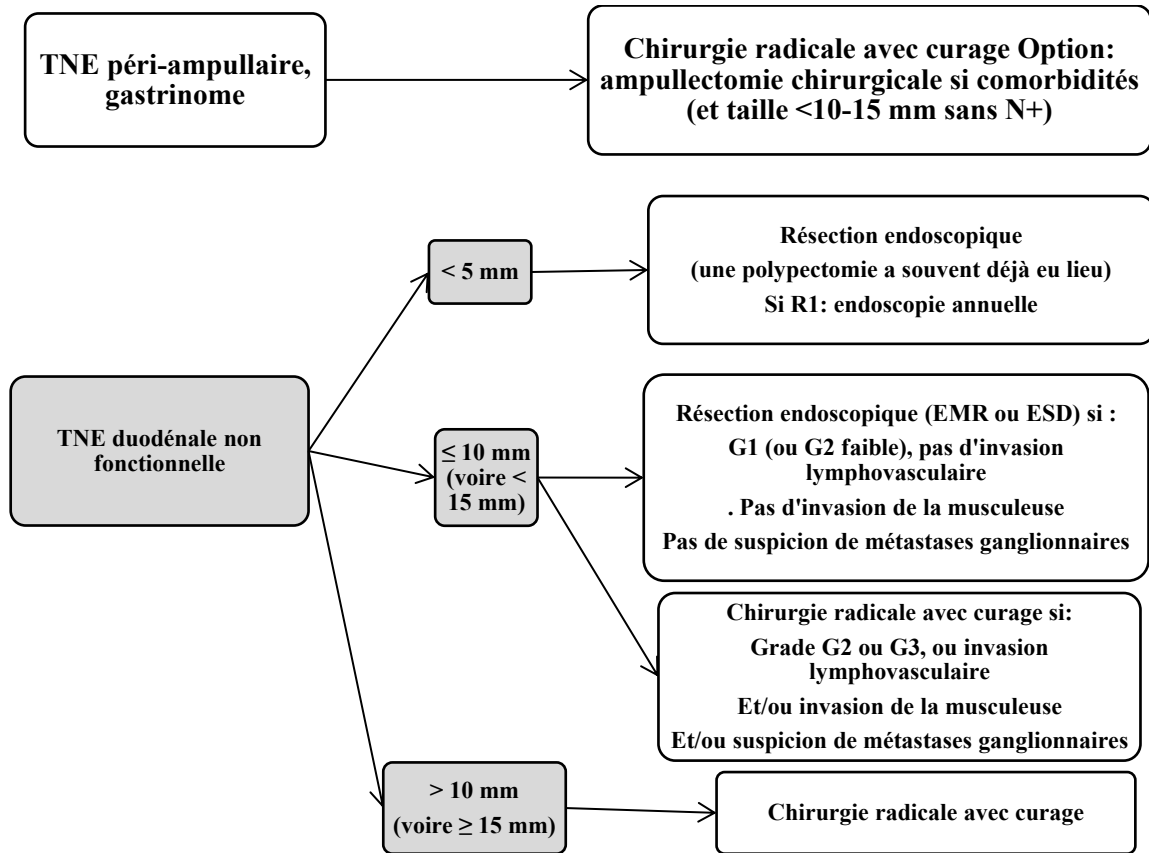 TNE péri-ampullaire,
gastrinome
Chirurgie radicale avec curage Option:
ampullectomie chirurgicale si comorbidités
(et taille <10-15 mm sans N+)
< 5 mm
Résection endoscopique
(une polypectomie a souvent déjà eu lieu)
Si R1: endoscopie annuelle
TNE duodénale non
fonctionnelle
≤ 10 mm
(voire <
15 mm)
Résection endoscopique (EMR ou ESD) si :
G1 (ou G2 faible), pas d'invasion
lymphovasculaire
. Pas d'invasion de la musculeuse
Pas de suspicion de métastases ganglionnaires
Chirurgie radicale avec curage si:
Grade G2 ou G3, ou invasion
lymphovasculaire
Et/ou invasion de la musculeuse
Et/ou suspicion de métastases ganglionnaires
> 10 mm
(voire ≥ 15 mm)
Chirurgie radicale avec curage